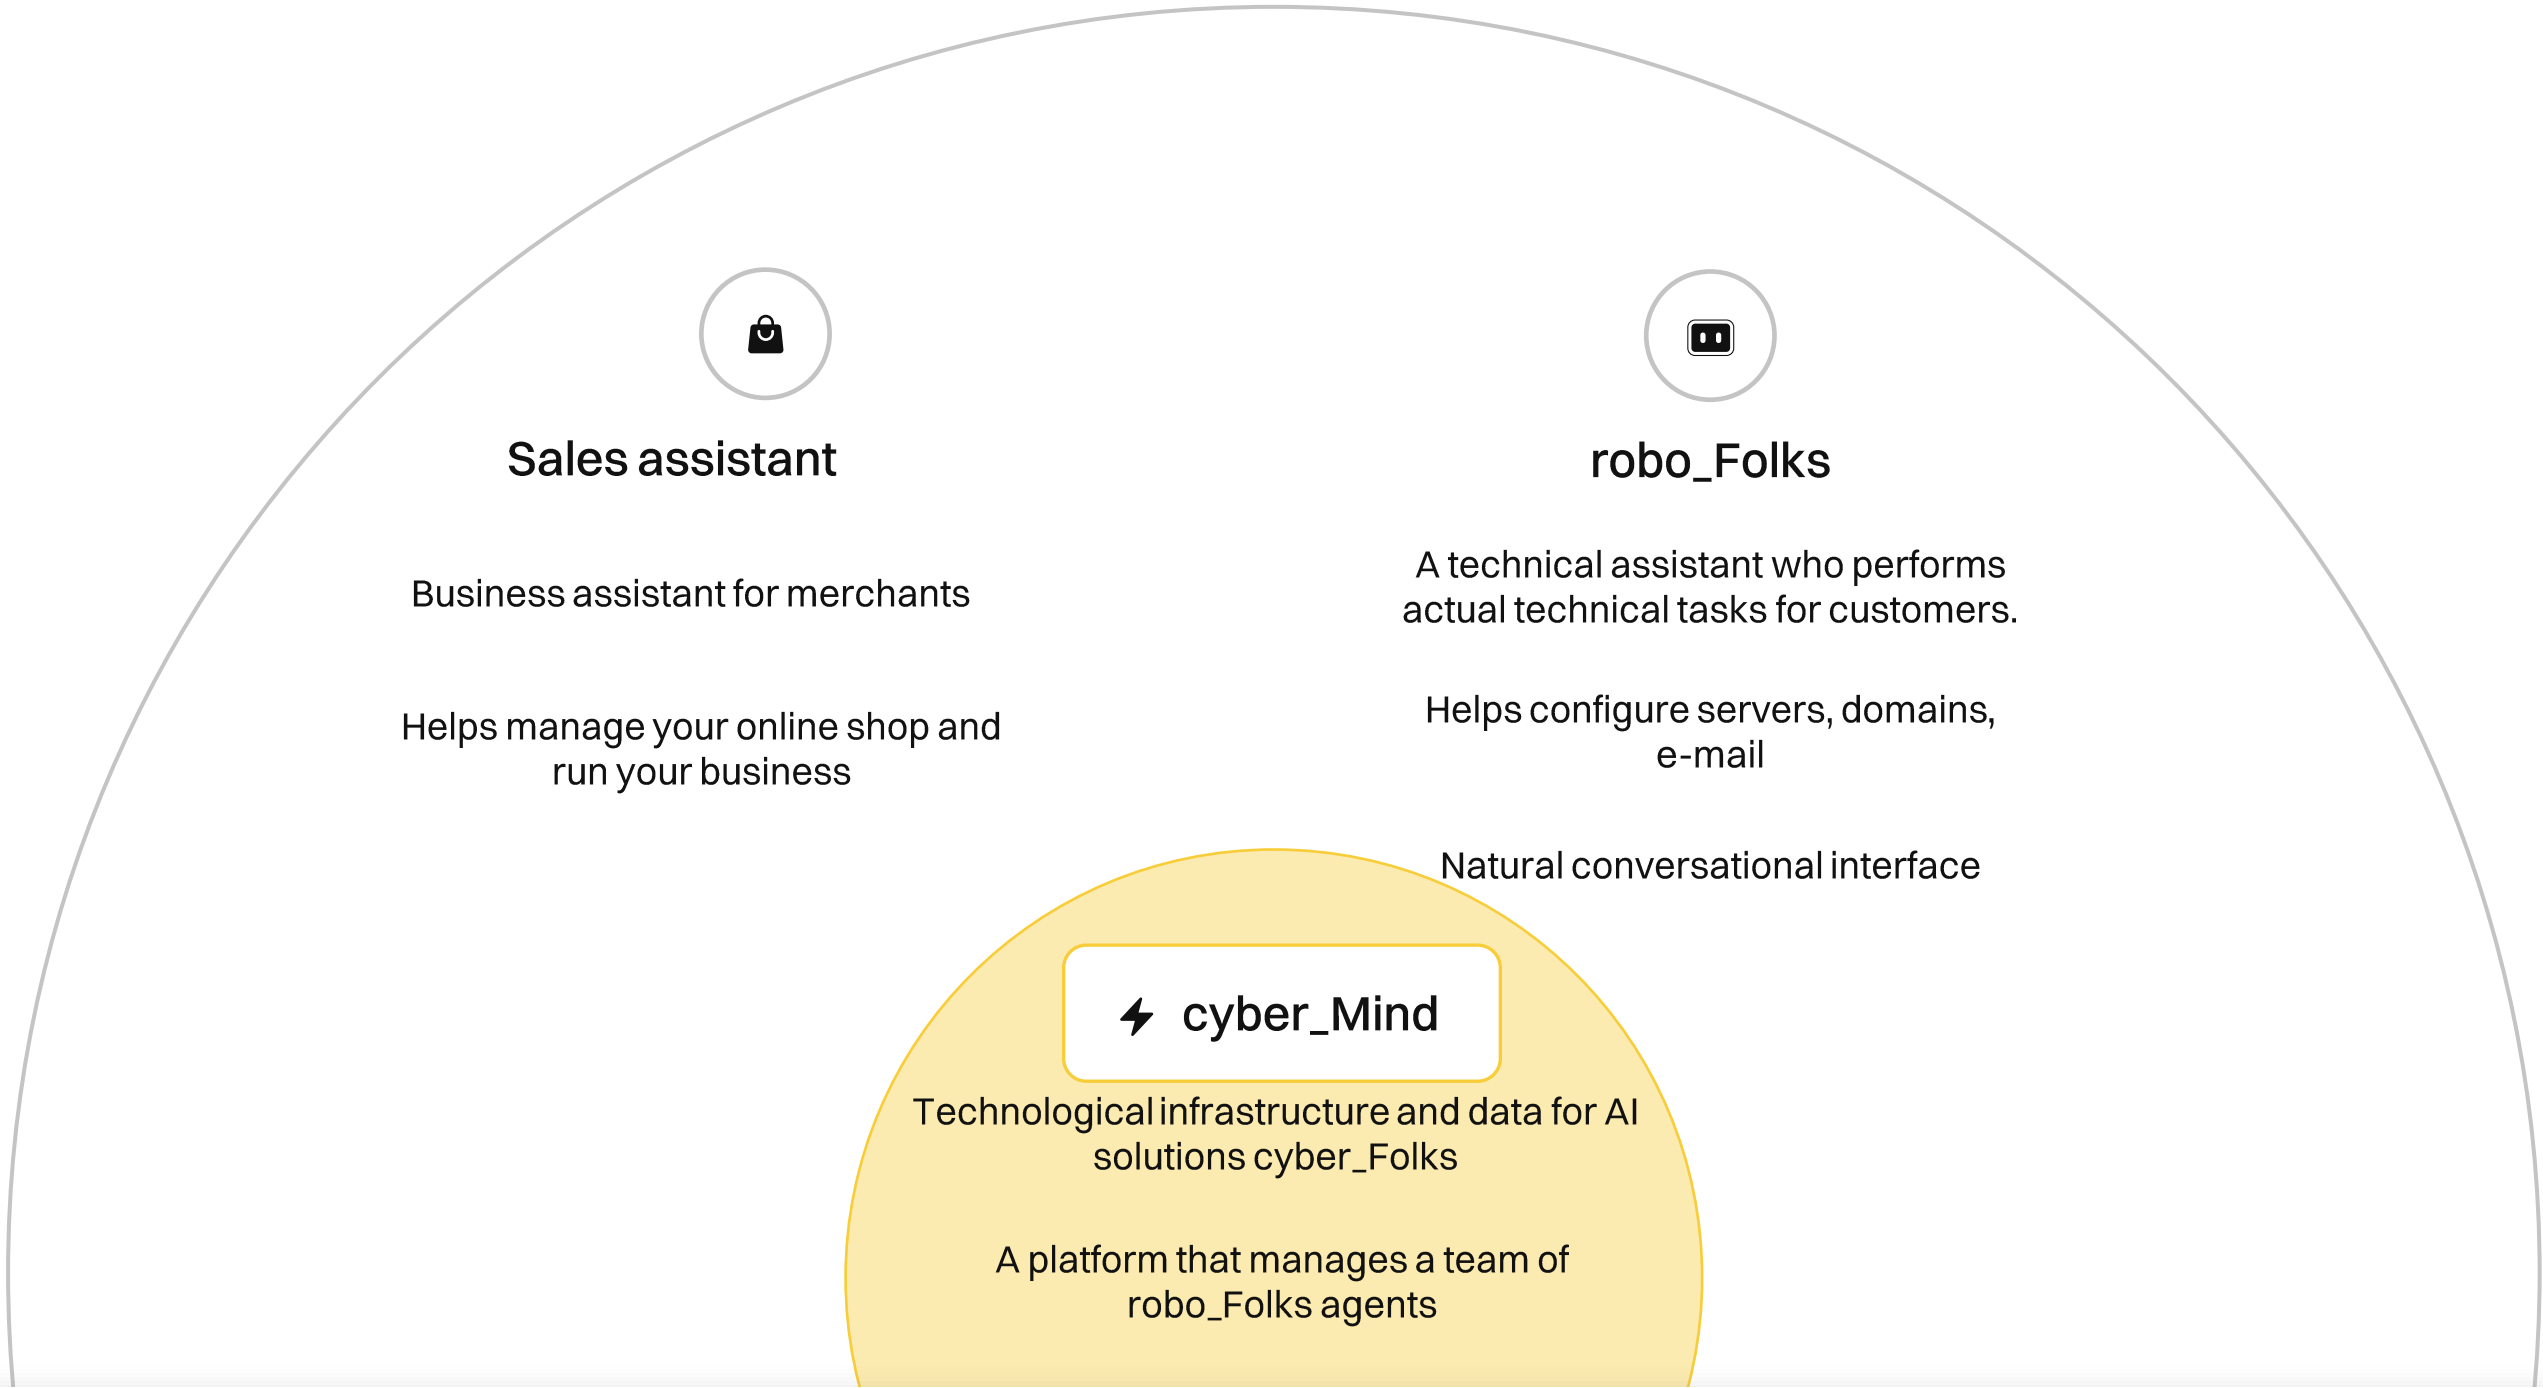 Sales assistant
Business assistant for merchants
Helps manage your online shop and
run your business
robo_Folks
A technical assistant who performs
actual technical tasks for customers.
Helps configure servers, domains,
e-mail
Natural conversational interface
cyber_Mind
Technological infrastructure and data for AI
solutions cyber_Folks
A platform that manages a team of
robo_Folks agents